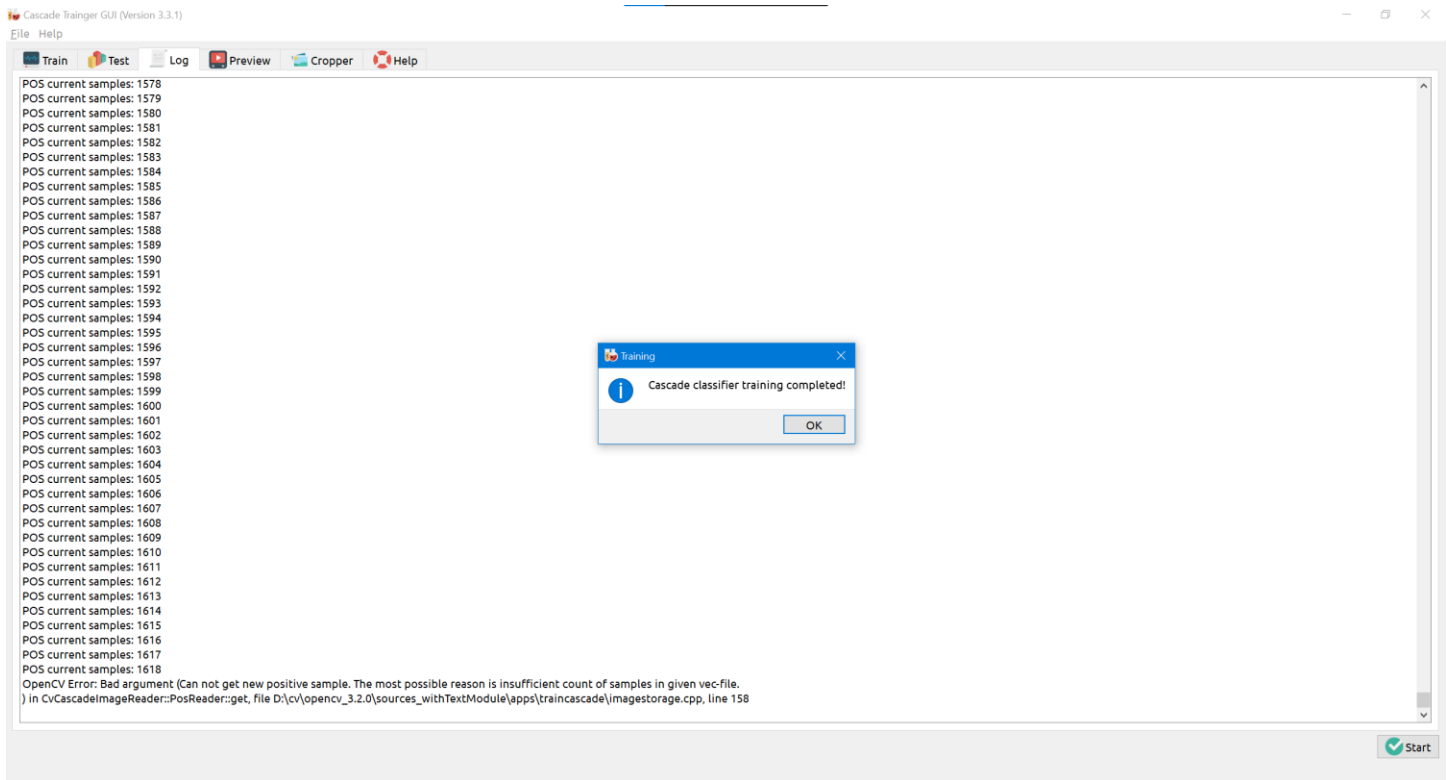 Cascade Trainger GUI (Version 3.3.1)
File Help
Train Test Log Preview Cropper Help
POS current samples: 1578
POS current samples: 1579
POS current samples: 1580
POS current samples: 1581
POS current samples: 1582
POS current samples: 1583
POS current samples: 1584
POS current samples: 1585
POS current samples: 1586
POS current samples: 1587
POS current samples: 1588
POS current samples: 1589
POS current samples: 1590
POS current samples: 1591
POS current samples: 1592
POS current samples: 1593
POS current samples: 1594
POS current samples: 1595
POS current samples: 1596
POS current samples: 1597
POS current samples: 1598
POS current samples: 1599
POS current samples: 1600
POS current samples: 1601
POS current samples: 1602
POS current samples: 1603
POS current samples: 1604
POS current samples: 1605
POS current samples: 1606
POS current samples: 1607
POS current samples: 1608
POS current samples: 1609
POS current samples: 1610
POS current samples: 1611
POS current samples: 1612
POS current samples: 1613
POS current samples: 1614
POS current samples: 1615
POS current samples: 1616
POS current samples: 1617
POS current samples: 1618
OpenCV Error: Bad argument (Can not get new positive sample. The most possible reason is insufficient count of samples in given vec-file.
) in CvCascadeImageReader::PosReader::get, file D:\cv\opencv_3.2.0\sources_withTextModule\apps\traincascade\imagestorage.cpp, line 158
Training
Cascade classifier training completed!
OK
Start